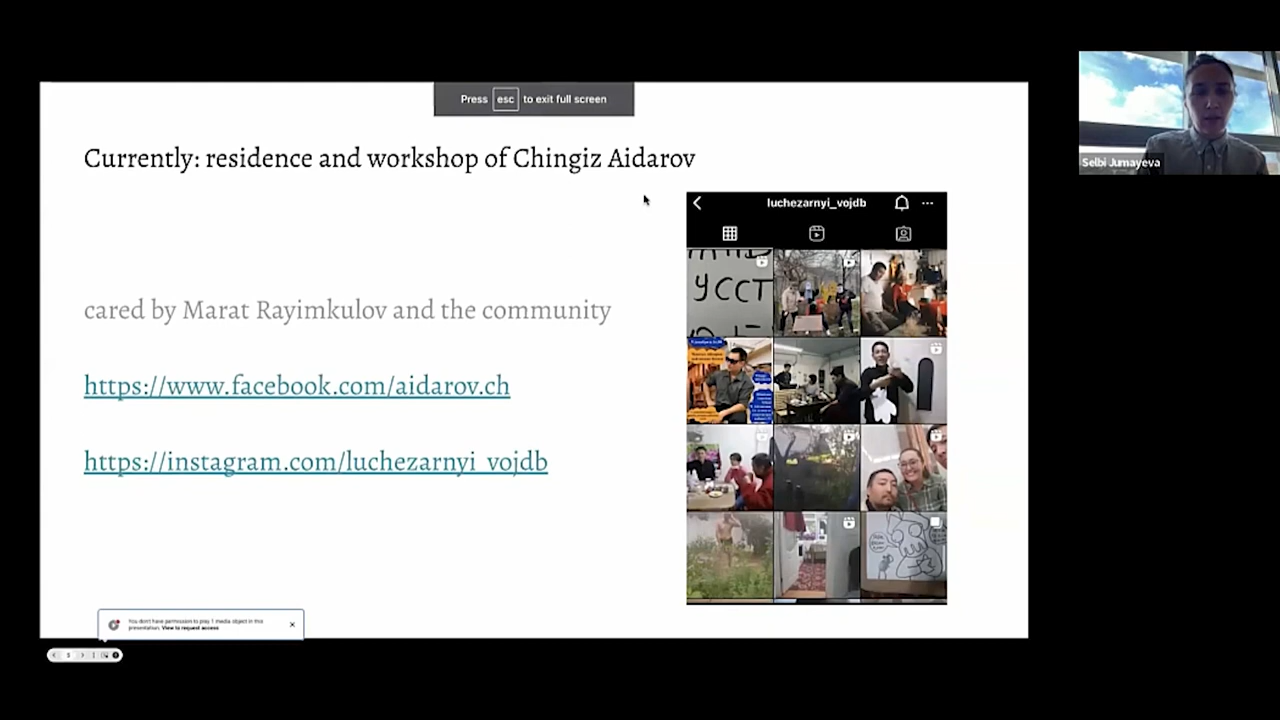 Press esc to exit full screen
Selbi Jumayeva
Currently: residence and workshop of Chingiz Aidarov
luchezarnyi_vojdb
УССТ
cared by Marat Rayimkulov and the community
https://www.facebook.com/aidarov.ch
https://instagram.com/luchezarnyi_vojdb
You don't have permission to play 1 media object in this
presentation. View to request access